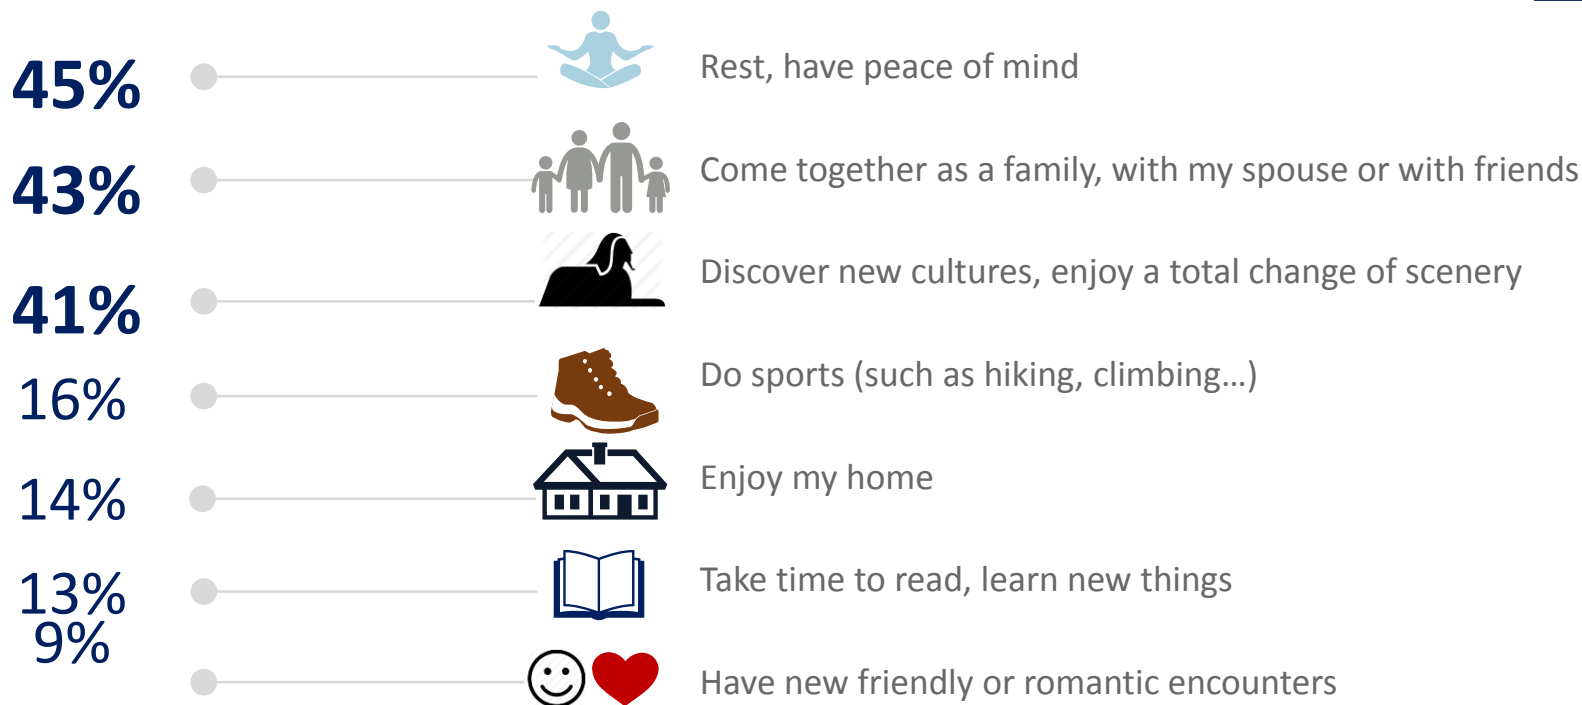 45% Rest, have peace of mind
43% Come together as a family, with my spouse or with friends
41% Discover new cultures, enjoy a total change of scenery
16% Do sports (such as hiking, climbing…)
14% Enjoy my home
13% Take time to read, learn new things
9% Have new friendly or romantic encounters